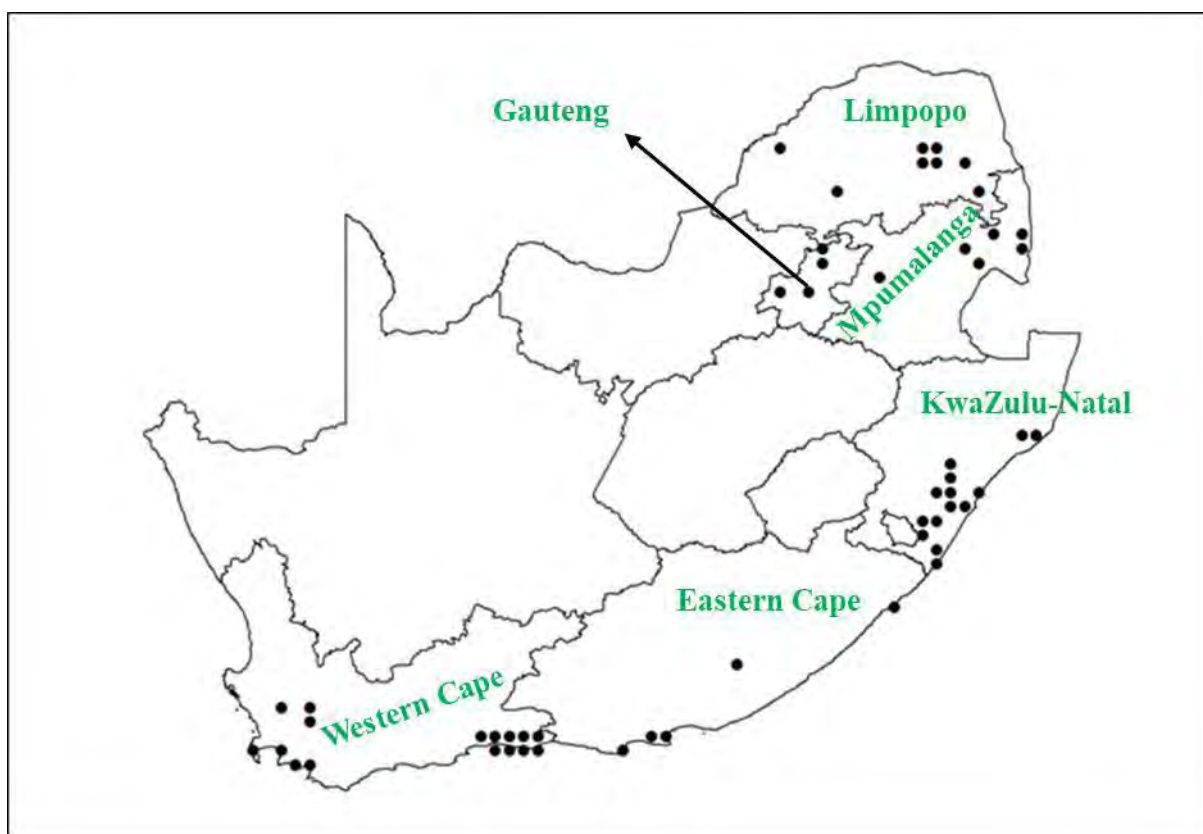 Gauteng
Limpopo
Mpumalanga
KwaZulu-Natal
Eastern Cape
Western Cape